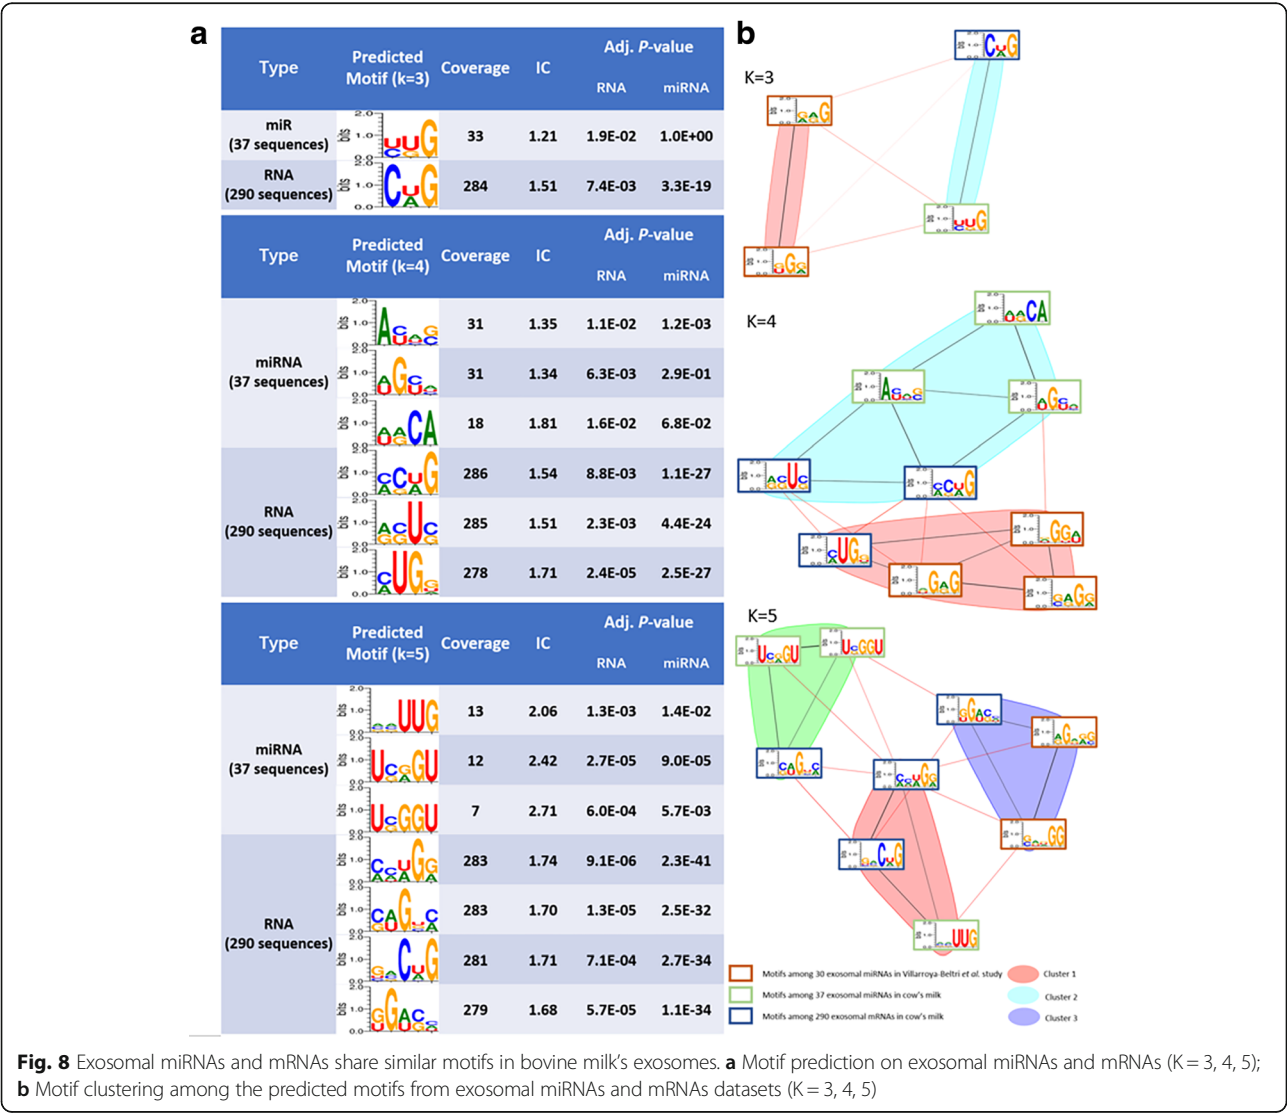 a
Type Predicted Motif (k=3) Coverage IC Adj. P-value RNA miRNA
miR (37 sequences) 33 1.21 1.9E-02 1.0E+00
RNA (290 sequences) 284 1.51 7.4E-03 3.3E-19
Type Predicted Motif (k=4) Coverage IC Adj. P-value RNA miRNA
miRNA (37 sequences)
31 1.35 1.1E-02 1.2E-03
31 1.34 6.3E-03 2.9E-01
18 1.81 1.6E-02 6.8E-02
RNA (290 sequences)
286 1.54 8.8E-03 1.1E-27
285 1.51 2.3E-03 4.4E-24
278 1.71 2.4E-05 2.5E-27
Type Predicted Motif (k=5) Coverage IC Adj. P-value RNA miRNA
miRNA (37 sequences)
13 2.06 1.3E-03 1.4E-02
12 2.42 2.7E-05 9.0E-05
7 2.71 6.0E-04 5.7E-03
RNA (290 sequences)
283 1.74 9.1E-06 2.3E-41
283 1.70 1.3E-05 2.5E-32
281 1.71 7.1E-04 2.7E-34
279 1.68 5.7E-05 1.1E-34
b
K=3
K=4
K=5
Motifs among 30 exosomal miRNAs in Villarroya-Beltri et al. study
Motifs among 37 exosomal miRNAs in cow's milk
Motifs among 290 exosomal mRNAs in cow's milk
Cluster 1
Cluster 2
Cluster 3
Fig. 8 Exosomal miRNAs and mRNAs share similar motifs in bovine milk's exosomes. a Motif prediction on exosomal miRNAs and mRNAs (K = 3, 4, 5);
b Motif clustering among the predicted motifs from exosomal miRNAs and mRNAs datasets (K = 3, 4, 5)